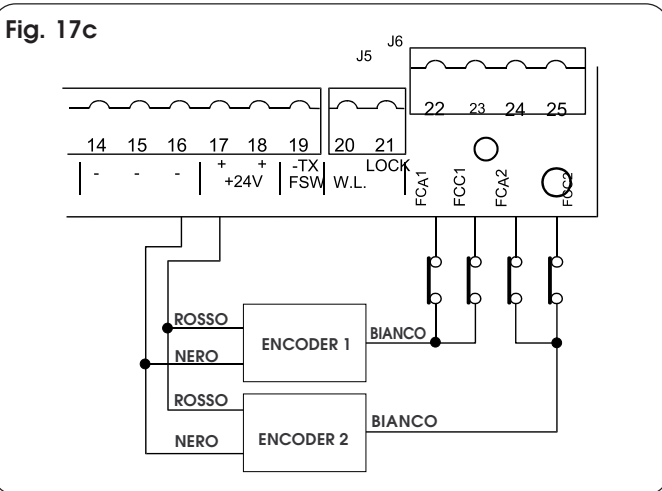 Fig. 17c
J5 J6
22 23 24 25
14 15 16 17 18 19 20 21
- - - + + -TX LOCK
+24V FSW W.L.
FCA1 FCC1 FCA2 FCC2
ROSSO
ENCODER 1
BIANCO
NERO
ROSSO
ENCODER 2
BIANCO
NERO